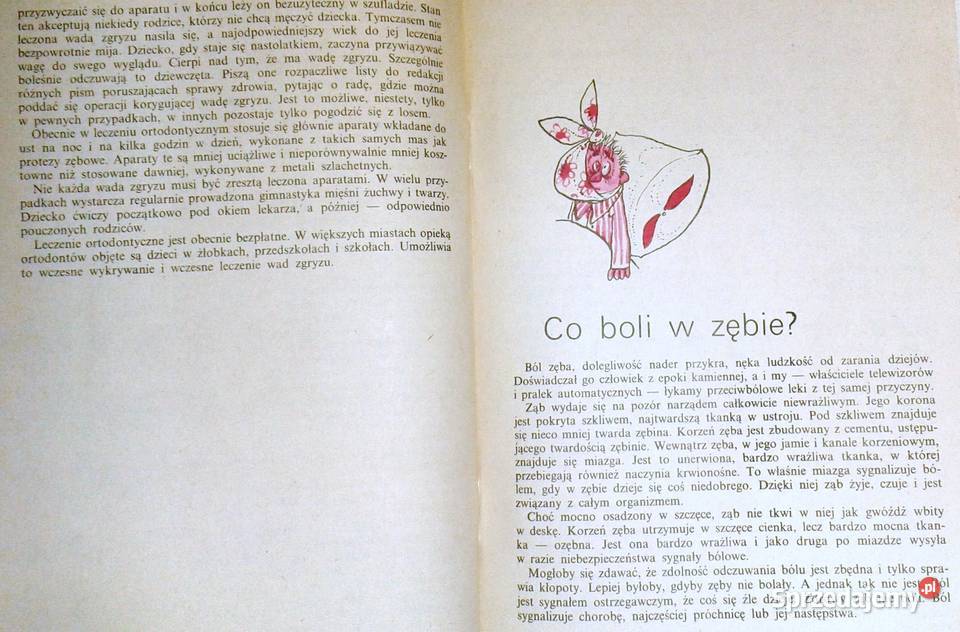 przyzwyczaić się do aparatu i w końcu leży on bezużyteczny w szufladzie. Stan
ten akceptują niekiedy rodzice, którzy nie chcą męczyć dziecka. Tymczasem nie
leczona wada zgryzu nasila się, a najodpowiedniejszy wiek do jej leczenia
bezpowrotnie mija. Dziecko, gdy staje się nastolatkiem, zaczyna przywiązywać
wagę do swego wyglądu. Cierpi nad tym, że ma wadę zgryzu. Szczególnie
boleśnie odczuwają to dziewczęta. Piszą one rozpaczliwe listy do redakcji
różnych pism poruszających sprawy zdrowia, pytając o radę, gdzie można
poddać się operacji korygującej wadę zgryzu. Jest to możliwe, niestety, tylko
w pewnych przypadkach, w innych pozostaje tylko pogodzić się z losem.
Obecnie w leczeniu ortodontycznym stosuje się głównie aparaty wkładane do
ust na noc i na kilka godzin w dzień, wykonane z takich samych mas jak
protezy zębowe. Aparaty te są mniej uciążliwe i nieporównywalnie mniej kosz-
towne niż stosowane dawniej, wykonywane z metali szlachetnych.
Nie każda wada zgryzu musi być zresztą leczona aparatami. W wielu przy-
padkach wystarcza regularnie prowadzona gimnastyka mięśni żuchwy i twarzy.
Dziecko ćwiczy początkowo pod okiem lekarza, a później — odpowiednio
pouczonych rodziców.
Leczenie ortodontyczne jest obecnie bezpłatne. W większych miastach opieką
ortodontów objęte są dzieci w żłobkach, przedszkolach i szkołach. Umożliwia
to wczesne wykrywanie i wczesne leczenie wad zgryzu.
Co boli w zębie?
Ból zęba, dolegliwość nader przykra, nęka ludzkość od zarania dziejów.
Doświadczał go człowiek z epoki kamiennej, a i my — właściciele telewizorów
i pralek automatycznych — łykamy przeciwbólowe leki z tej samej przyczyny.
Ząb wydaje się na pozór narządem całkowicie niewrażliwym. Jego korona
jest pokryta szkliwem, najtwardszą tkanką w ustroju. Pod szkliwem znajduje
się nieco mniej twarda zębina. Korzeń zęba jest zbudowany z cementu, ustępu-
jącego twardością zębinie. Wewnątrz zęba, w jego jamie i kanale korzeniowym,
znajduje się miazga. Jest to unerwiona, bardzo wrażliwa tkanka, w której
przebiegają również naczynia krwionośne. To właśnie miazga sygnalizuje bó-
lem, gdy w zębie dzieje się coś niedobrego. Dzięki niej ząb żyje, czuje i jest
związany z całym organizmem.
Choć mocno osadzony w szczęce, ząb nie tkwi w niej jak gwóźdź wbity
w deskę. Korzeń zęba utrzymuje w szczęce cienka, lecz bardzo mocna tkan-
ka — ozębna. Jest ona bardzo wrażliwa i jako druga po miazdze wysyła
w razie niebezpieczeństwa sygnały bólowe.
Mogłoby się zdawać, że zdolność odczuwania bólu jest zbędna i tylko spra-
wia kłopoty. Lepiej byłoby, gdyby zęby nie bolały. A jednak tak nie jest. Ból
jest sygnałem ostrzegawczym, że coś się źle dzieje Ból
sygnalizuje chorobę, najczęściej próchnicę lub jej następstwa.
Sprzedajemy.pl